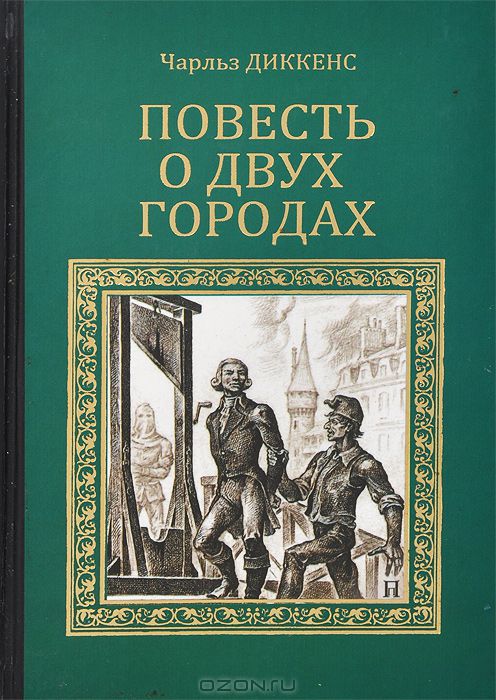 Чарльз ДИККЕНС
ПОВЕСТЬ
О ДВУХ
ГОРОДАХ
П
OZON.ru